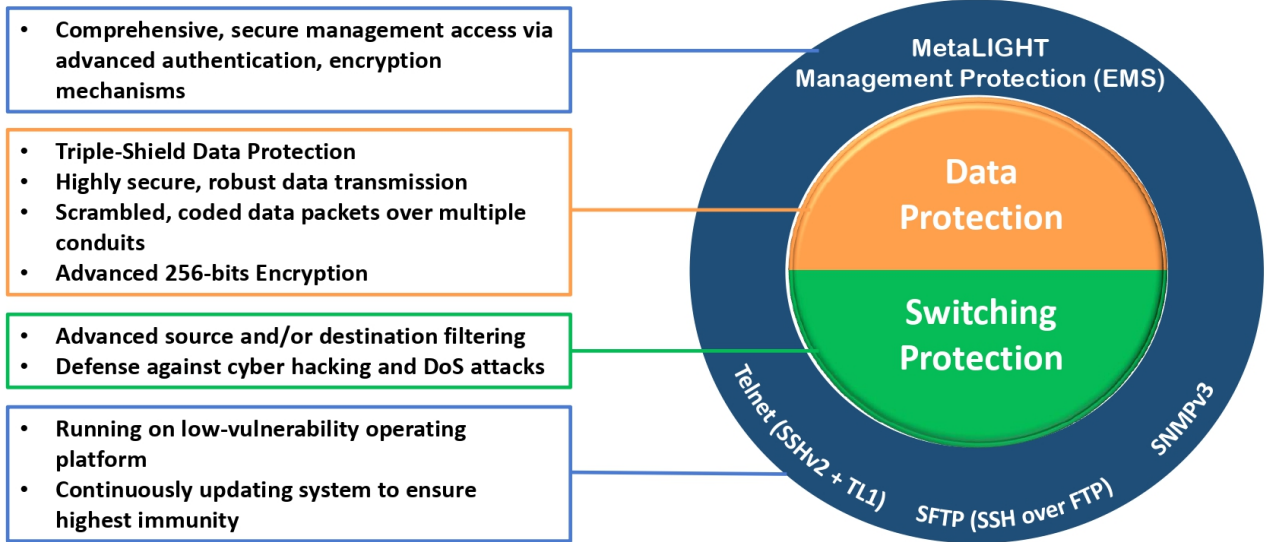 • Comprehensive, secure management access via
advanced authentication, encryption
mechanisms
• Triple-Shield Data Protection
• Highly secure, robust data transmission
• Scrambled, coded data packets over multiple
conduits
• Advanced 256-bits Encryption
• Advanced source and/or destination filtering
• Defense against cyber hacking and DoS attacks
• Running on low-vulnerability operating
platform
• Continuously updating system to ensure
highest immunity
MetaLIGHT
Management Protection (EMS)
Data
Protection
Switching
Protection
Telnet (SSHv2 + TL1)
SFTP (SSH over FTP)
SNMPv3